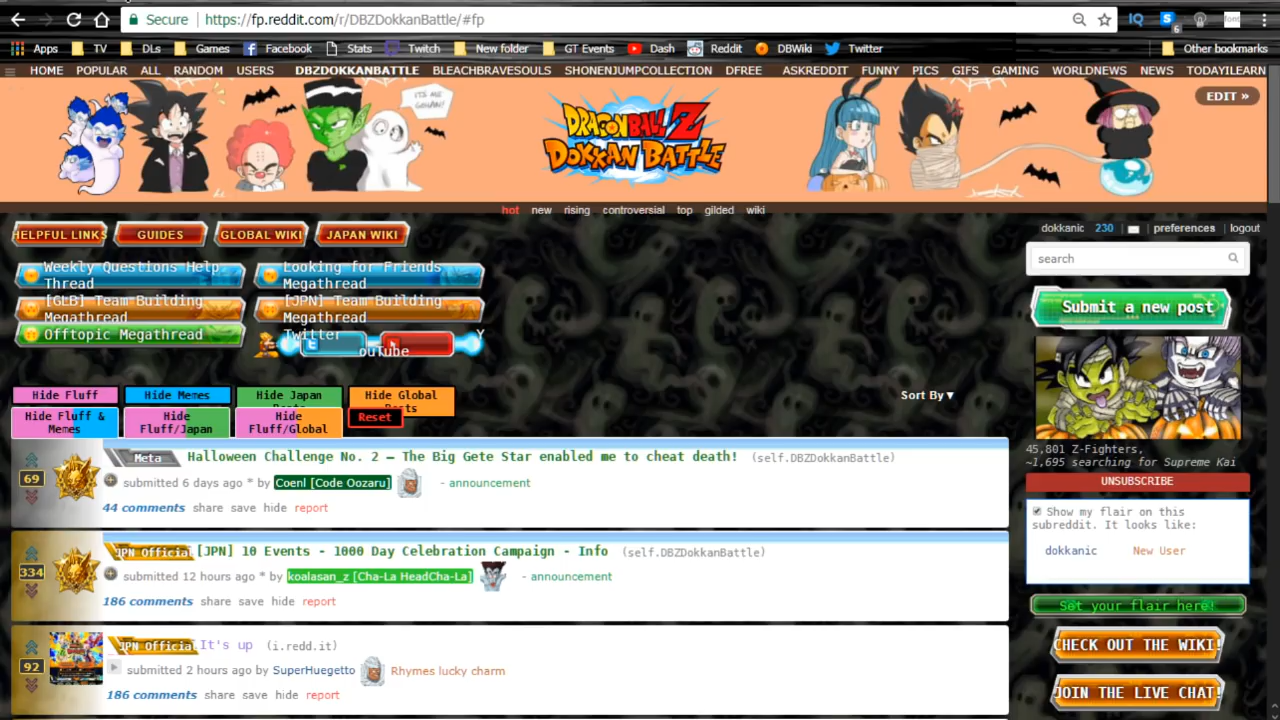 Secure https://fp.reddit.com/r/DBZDokkanBattle/#fp
Apps TV DLs Games Facebook Stats Twitch New folder GT Events Dash Reddit DBWiki Twitter Other bookmarks
HOME POPULAR ALL RANDOM USERS DBZDOKKANBATTLE BLEACHBRAVESOULS SHONENJUMPCOLLECTION DFREE ASKREDDIT FUNNY PICS GIFS GAMING WORLDNEWS NEWS TODAYILEARN
EDIT »
IT'S ME GOHAN!
DRAGONBALL Z
DOKKAN BATTLE
hot new rising controversial top gilded wiki
HELPFUL LINKS GUIDES GLOBAL WIKI JAPAN WIKI
dokkanic 230 preferences logout
Weekly Questions Help Thread
Looking for Friends Megathread
[GLB] Team Building Megathread
[JPN] Team Building Megathread
Offtopic Megathread
Twitter
YouTube
search
Submit a new post
Hide Fluff Hide Memes Hide Japan Posts Hide Global Posts
Hide Fluff & Memes Hide Fluff/Japan Hide Fluff/Global Reset
Sort By▼
69
Meta Halloween Challenge No. 2 – The Big Gete Star enabled me to cheat death! (self.DBZDokkanBattle)
submitted 6 days ago * by Coenl [Code Oozaru] - announcement
44 comments share save hide report
334
JPN Official [JPN] 10 Events - 1000 Day Celebration Campaign - Info (self.DBZDokkanBattle)
submitted 12 hours ago * by koalasan_z [Cha-La HeadCha-La] - announcement
186 comments share save hide report
92
JPN Official It's up (i.redd.it)
submitted 2 hours ago by SuperHuegetto Rhymes lucky charm
186 comments share save hide report
45,801 Z-Fighters,
~1,695 searching for Supreme Kai
UNSUBSCRIBE
Show my flair on this
subreddit. It looks like:
dokkanic New User
Set your flair here!
CHECK OUT THE WIKI!
JOIN THE LIVE CHAT!